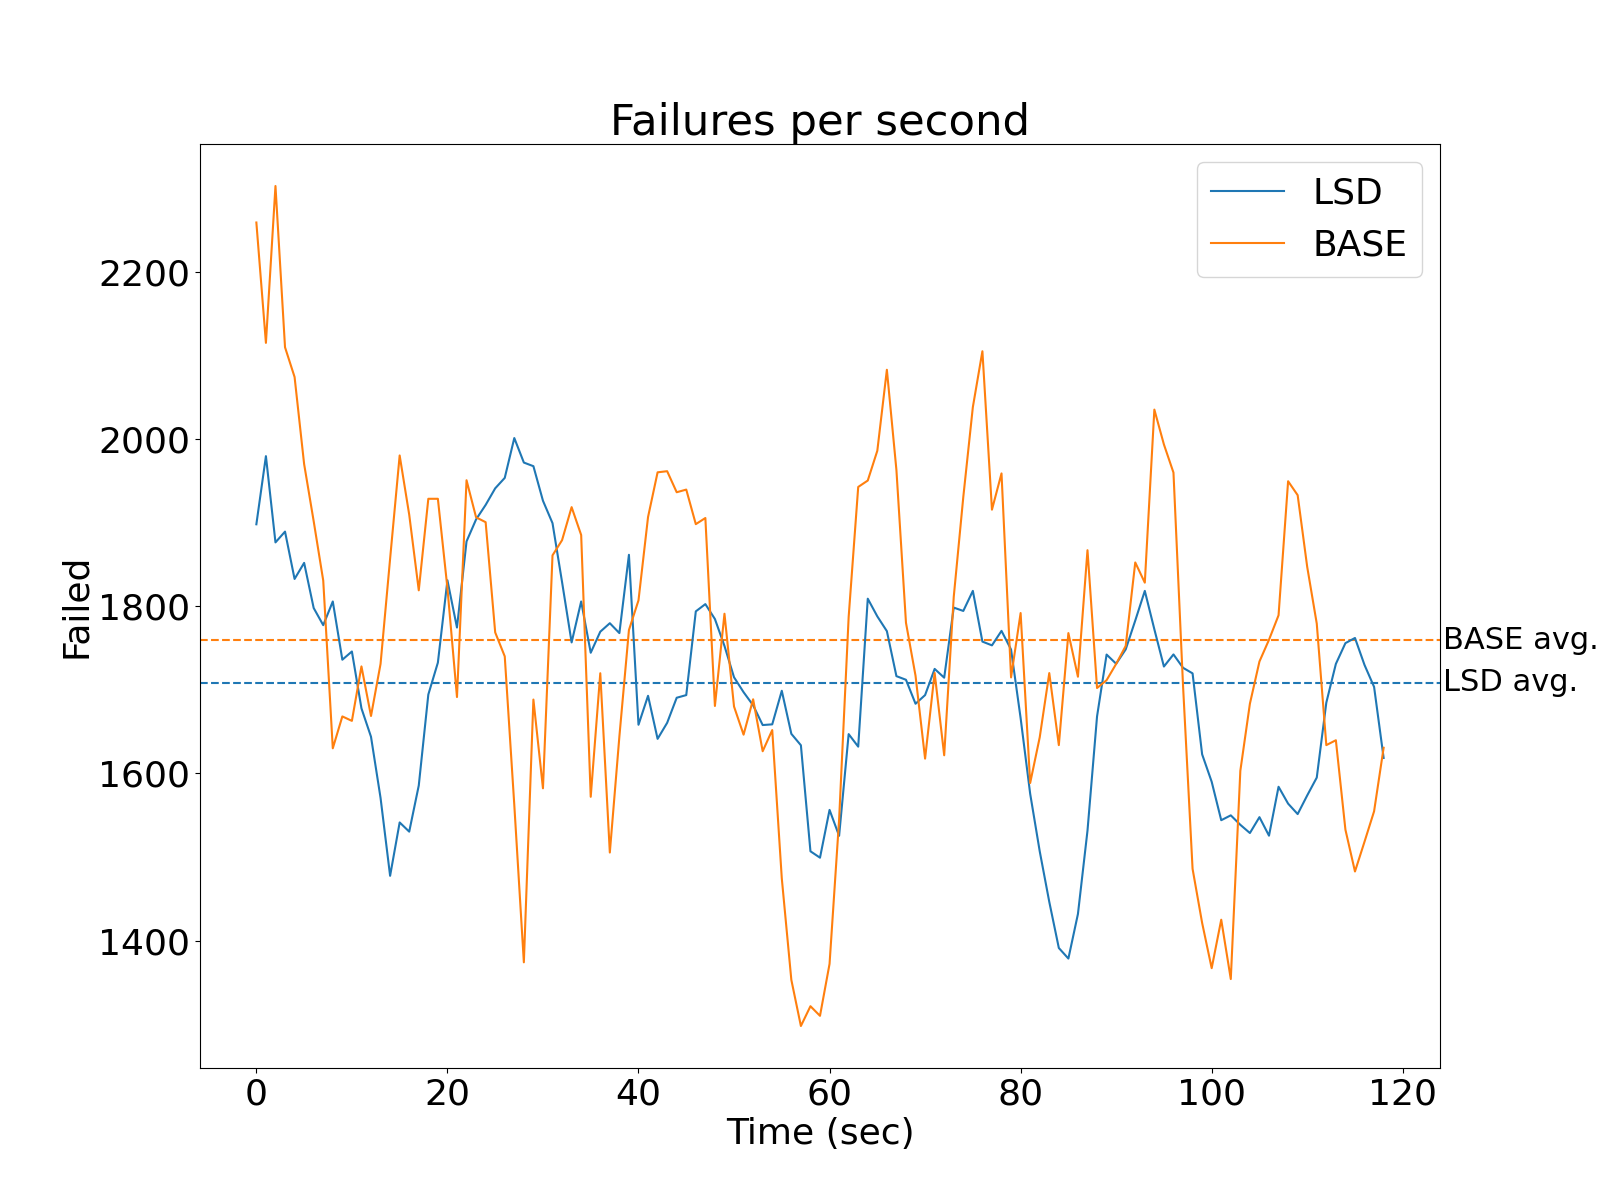 Failures per second
LSD
BASE
2200
2000
1800
1600
1400
Failed
BASE avg.
LSD avg.
0 20 40 60 80 100 120
Time (sec)